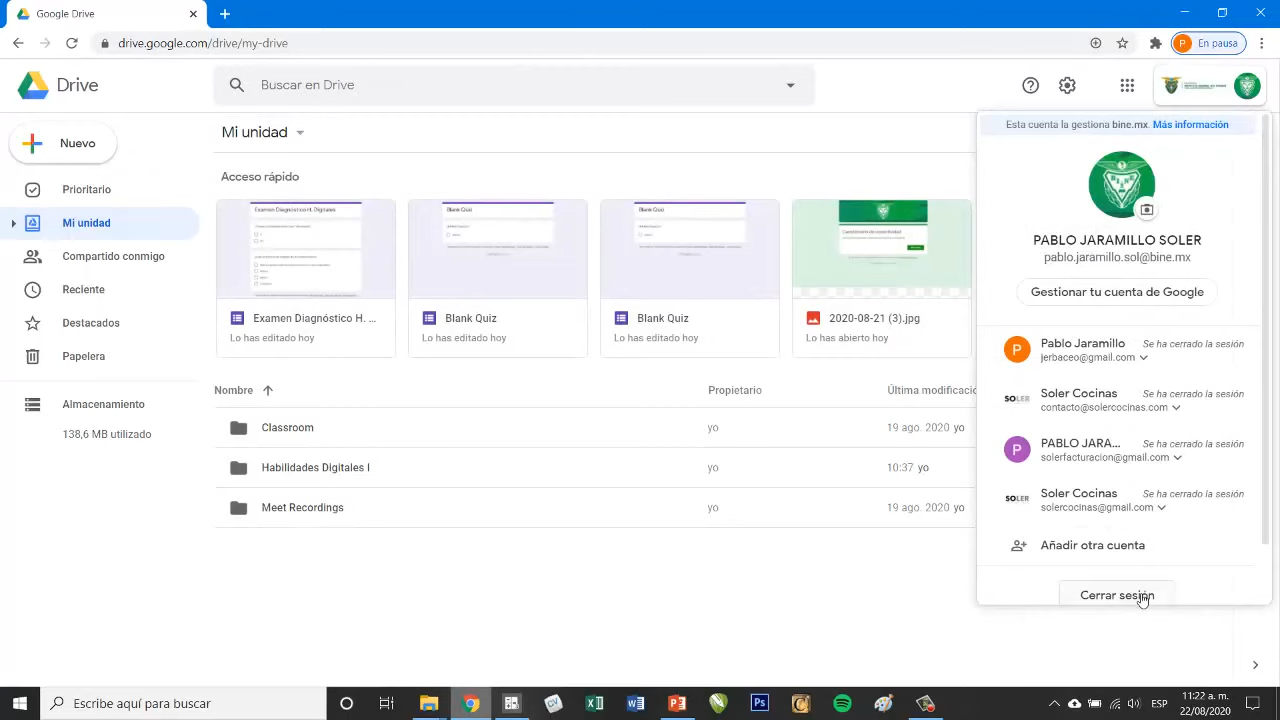 Google Drive
drive.google.com/drive/my-drive
P En pausa
Drive
Buscar en Drive
Nuevo
Prioritario
Mi unidad
Compartido conmigo
Reciente
Destacados
Papelera
Almacenamiento
138,6 MB utilizado
Mi unidad
Acceso rápido
Examen Diagnóstico H. Digitales
Blank Quiz
Blank Quiz
Examen Diagnóstico H. ...
Lo has editado hoy
Blank Quiz
Lo has editado hoy
Blank Quiz
Lo has editado hoy
2020-08-21 (3).jpg
Lo has abierto hoy
Nombre
Propietario
Última modificació
Classroom
yo
19 ago. 2020 yo
Habilidades Digitales I
yo
10:37 yo
Meet Recordings
yo
19 ago. 2020 yo
Esta cuenta la gestiona bine.mx. Más información
PABLO JARAMILLO SOLER
pablo.jaramillo.sol@bine.mx
Gestionar tu cuenta de Google
P
Pablo Jaramillo Se ha cerrado la sesión
jerbaceo@gmail.com
SOLER
Soler Cocinas Se ha cerrado la sesión
contacto@solercocinas.com
P
PABLO JARA... Se ha cerrado la sesión
solerfacturacion@gmail.com
SOLER
Soler Cocinas Se ha cerrado la sesión
solercocinas@gmail.com
Añadir otra cuenta
Cerrar sesión
Escribe aquí para buscar
Ps
ESP
11:22 a. m.
22/08/2020